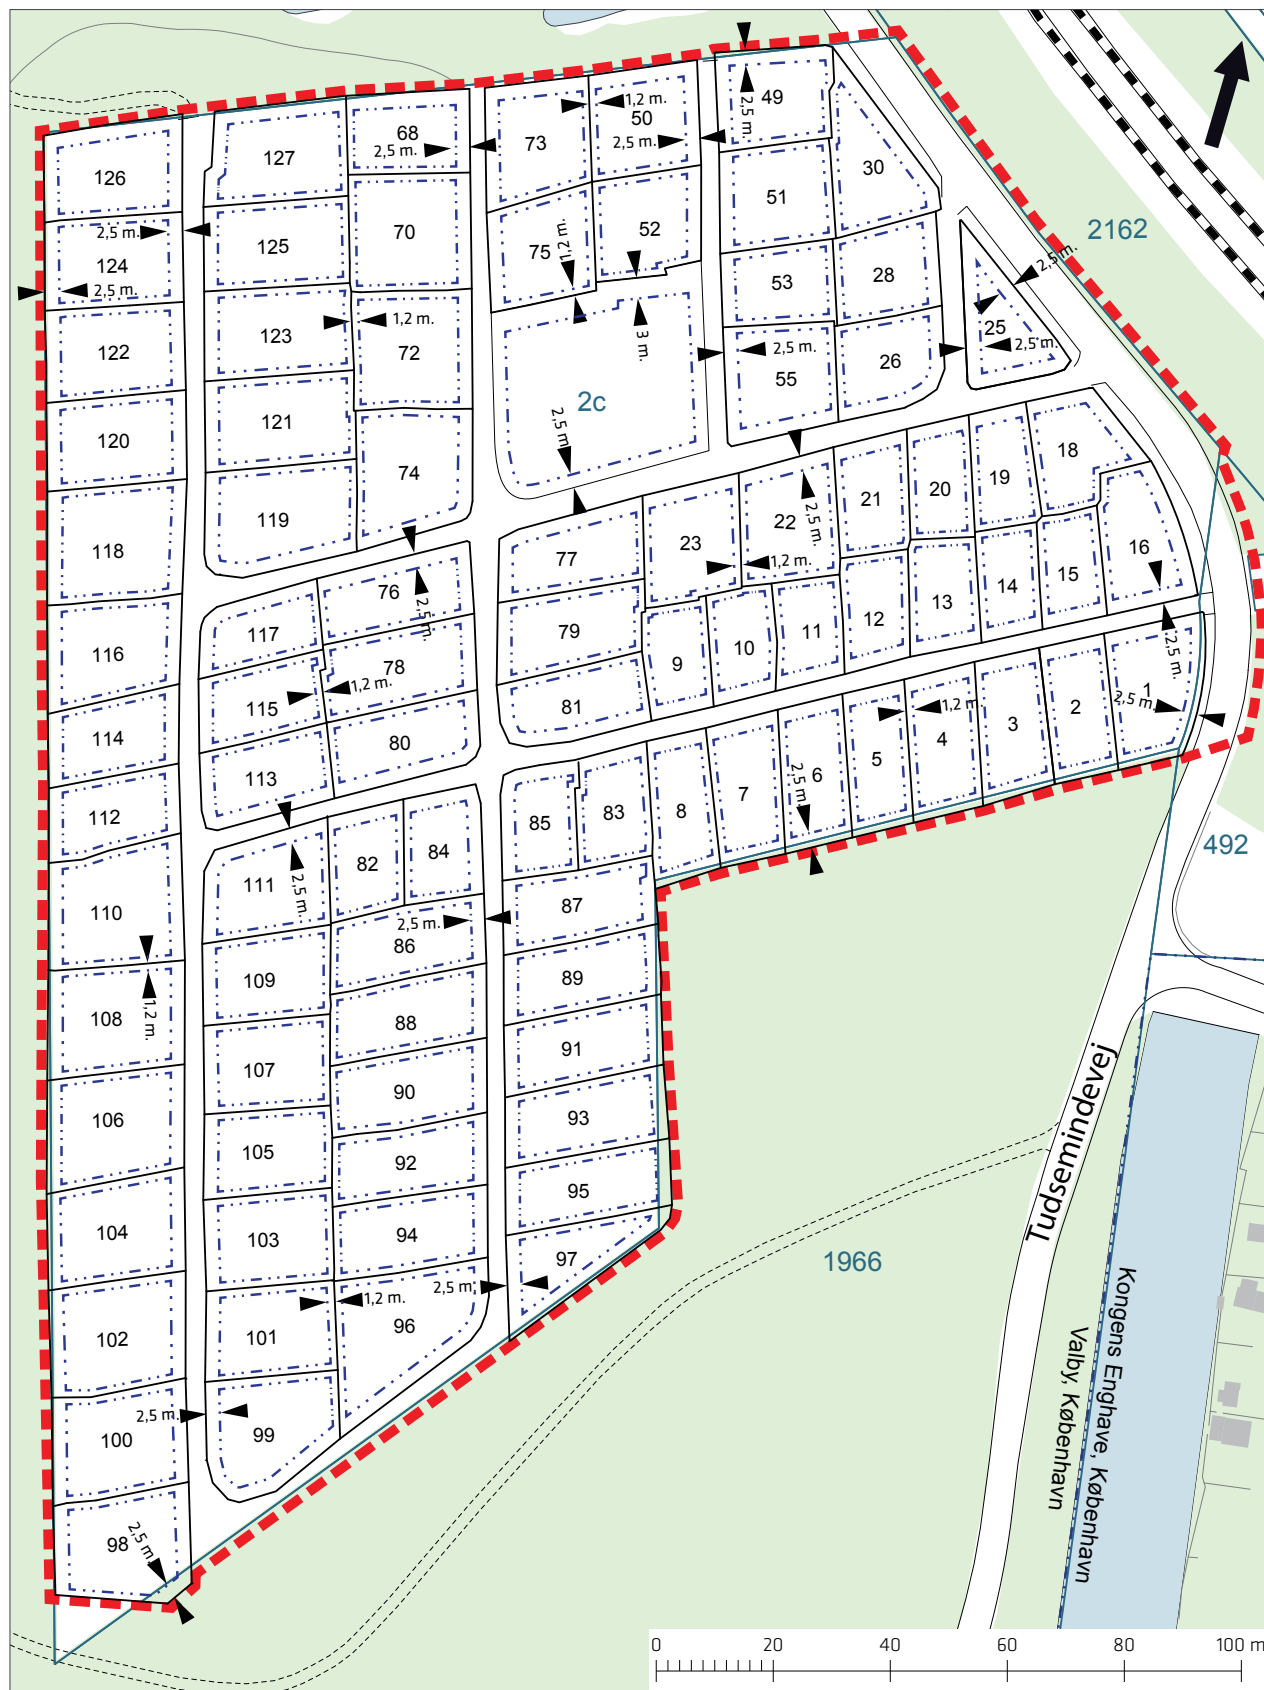 49
1,2 m.
50
2,5 m.
68
2,5 m.
73
2,5 m.
127
126
30
51
70
75
1,2 m.
52
2,5 m.
125
2162
124
2,5 m.
2,5 m.
53
28
25
2,5 m.
123
1,2 m.
72
3 m.
2,5 m.
55
26
122
2c
2,5 m.
121
120
74
119
118
18
19
20
21
22
2,5 m.
23
1,2 m.
77
16
15
14
13
12
11
10
9
2,5 m.
76
2,5 m.
117
79
78
1,2 m.
116
115
81
1
2,5 m.
2
3
4
1,2 m.
5
6
2,5 m.
7
8
114
80
113
112
83
85
84
82
111
2,5 m.
492
110
87
2,5 m.
86
109
89
108
1,2 m.
88
91
107
90
106
93
105
92
Tudsemindevej
95
104
103
94
97
1966
2,5 m.
102
101
1,2 m.
96
Kongens Enghave, København
Valby, København
100
2,5 m.
99
98
2,5 m.
0 20 40 60 80 100 m